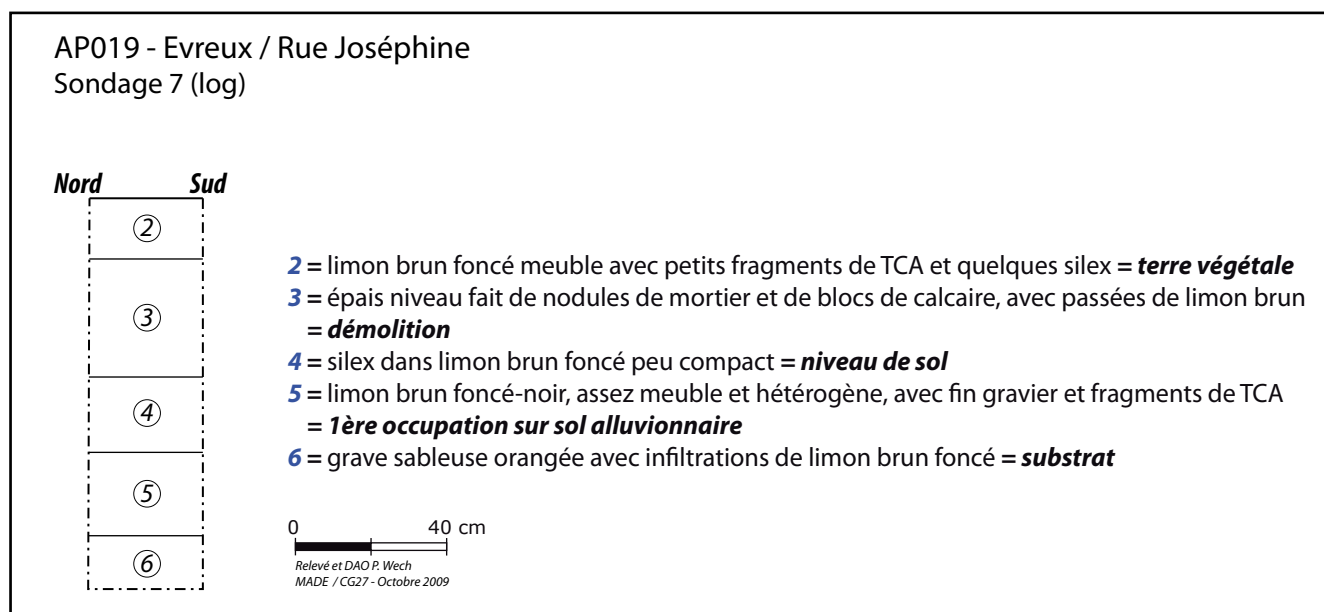 AP019 - Evreux / Rue Joséphine
Sondage 7 (log)
Nord Sud
2
3
4
5
6
2 = limon brun foncé meuble avec petits fragments de TCA et quelques silex = terre végétale
3 = épais niveau fait de nodules de mortier et de blocs de calcaire, avec passées de limon brun
= démolition
4 = silex dans limon brun foncé peu compact = niveau de sol
5 = limon brun foncé-noir, assez meuble et hétérogène, avec fin gravier et fragments de TCA
= 1ère occupation sur sol alluvionnaire
6 = grave sableuse orangée avec infiltrations de limon brun foncé = substrat
0 40 cm
Relevé et DAO P. Wech
MADE / CG27 - Octobre 2009